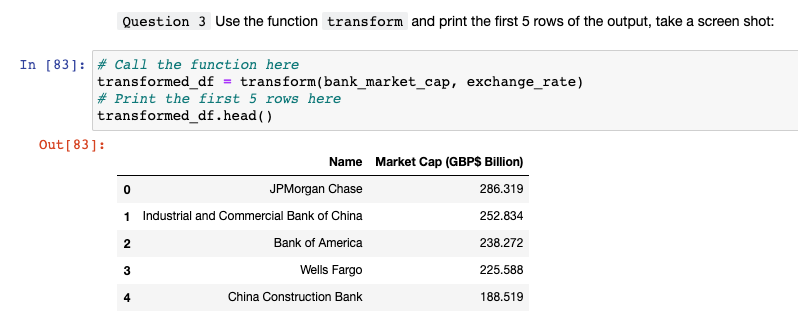 Question 3 Use the function transform and print the first 5 rows of the output, take a screen shot:
In [83]: # Call the function here
transformed_df = transform(bank_market_cap, exchange_rate)
# Print the first 5 rows here
transformed_df.head()
Out[83]:
Name Market Cap (GBP$ Billion)
0 JPMorgan Chase 286.319
1 Industrial and Commercial Bank of China 252.834
2 Bank of America 238.272
3 Wells Fargo 225.588
4 China Construction Bank 188.519